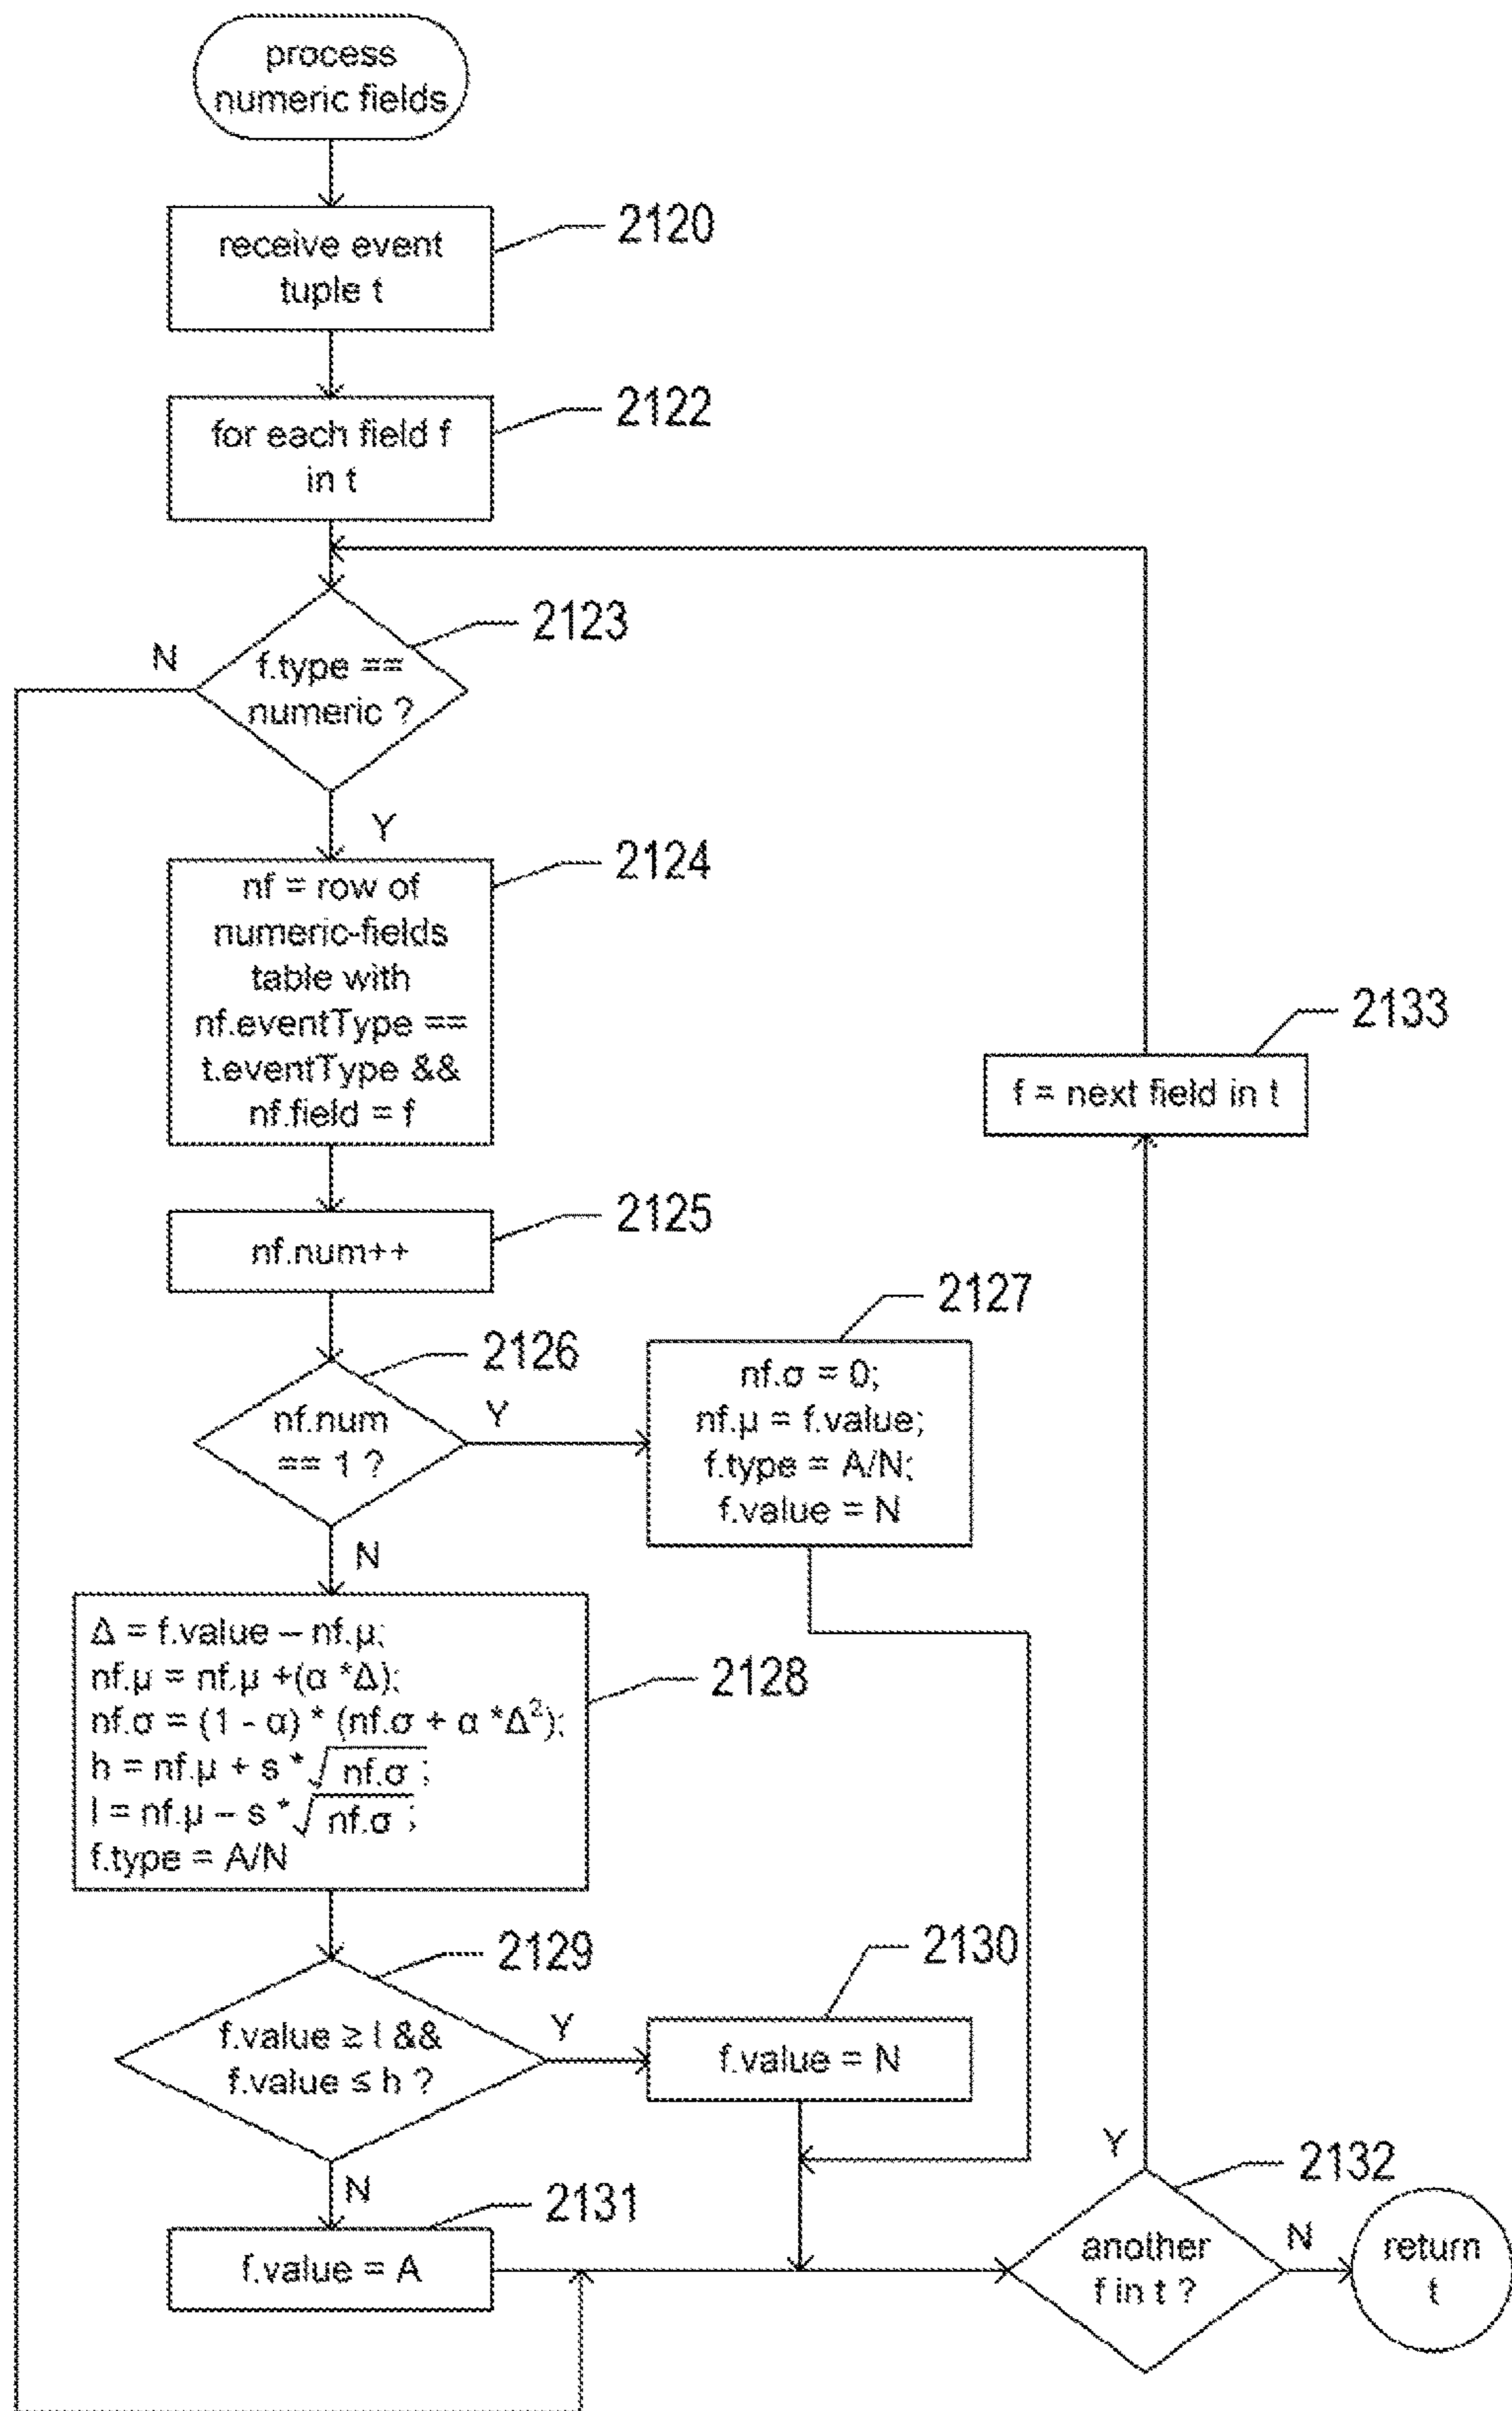 process
numeric fields
receive event
tuple t
2120
for each field f
in t
2122
f.type ==
numeric ?
2123
N
Y
nf = row of
numeric-fields
table with
nf.eventType ==
t.eventType &&
nf.field = f
2124
nf.num++
2125
nf.num
== 1 ?
2126
Y
N
nf.σ = 0;
nf.μ = f.value;
f.type = A/N;
f.value = N
2127
Δ = f.value – nf.μ;
nf.μ = nf.μ +(α *Δ);
nf.σ = (1 - α) * (nf.σ + α *Δ²);
h = nf.μ + s *√nf.σ;
l = nf.μ – s *√nf.σ;
f.type = A/N
2128
f.value ≥ l &&
f.value ≤ h ?
2129
Y
N
f.value = N
2130
f.value = A
2131
another
f in t ?
2132
Y
N
f = next field in t
2133
return
t